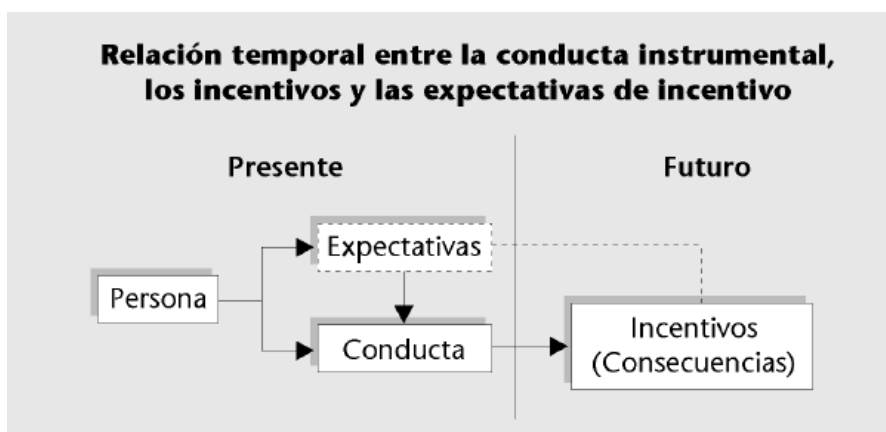 Relación temporal entre la conducta instrumental,
los incentivos y las expectativas de incentivo
Presente
Futuro
Expectativas
Persona
Conducta
Incentivos
(Consecuencias)